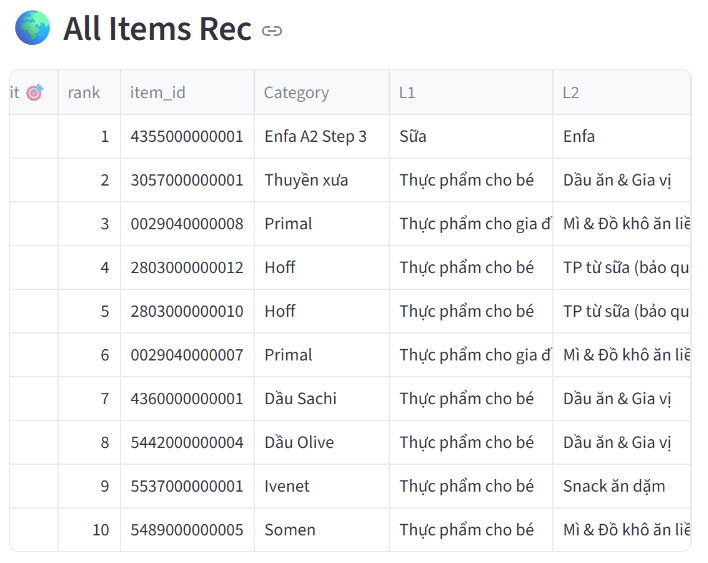 All Items Rec
it rank item_id Category L1 L2
1 4355000000001 Enfa A2 Step 3 Sữa Enfa
2 3057000000001 Thuyền xưa Thực phẩm cho bé Dầu ăn & Gia vị
3 0029040000008 Primal Thực phẩm cho gia đ Mì & Đồ khô ăn liề
4 2803000000012 Hoff Thực phẩm cho bé TP từ sữa (bảo qu
5 2803000000010 Hoff Thực phẩm cho bé TP từ sữa (bảo qu
6 0029040000007 Primal Thực phẩm cho gia đ Mì & Đồ khô ăn liề
7 4360000000001 Dầu Sachi Thực phẩm cho bé Dầu ăn & Gia vị
8 5442000000004 Dầu Olive Thực phẩm cho bé Dầu ăn & Gia vị
9 5537000000001 Ivenet Thực phẩm cho bé Snack ăn dặm
10 5489000000005 Somen Thực phẩm cho bé Mì & Đồ khô ăn liề